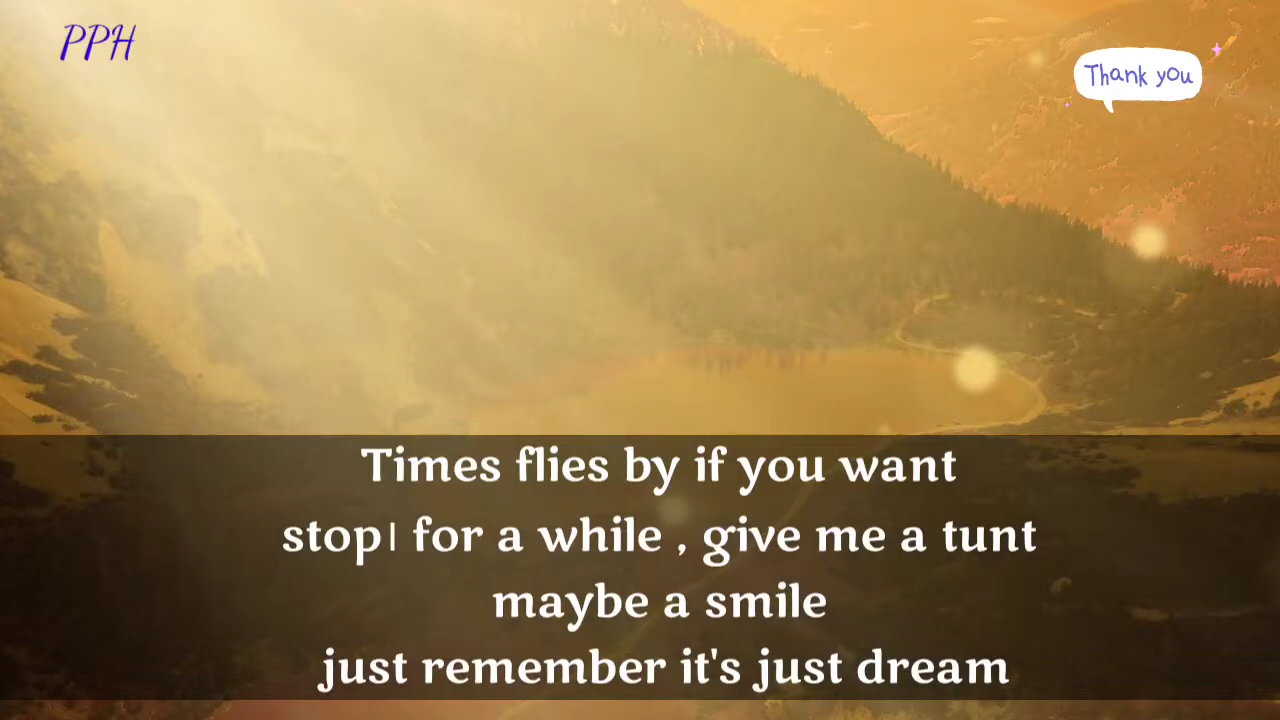 PPH
Thank you
Times flies by if you want
stop| for a while , give me a tunt
maybe a smile
just remember it's just dream